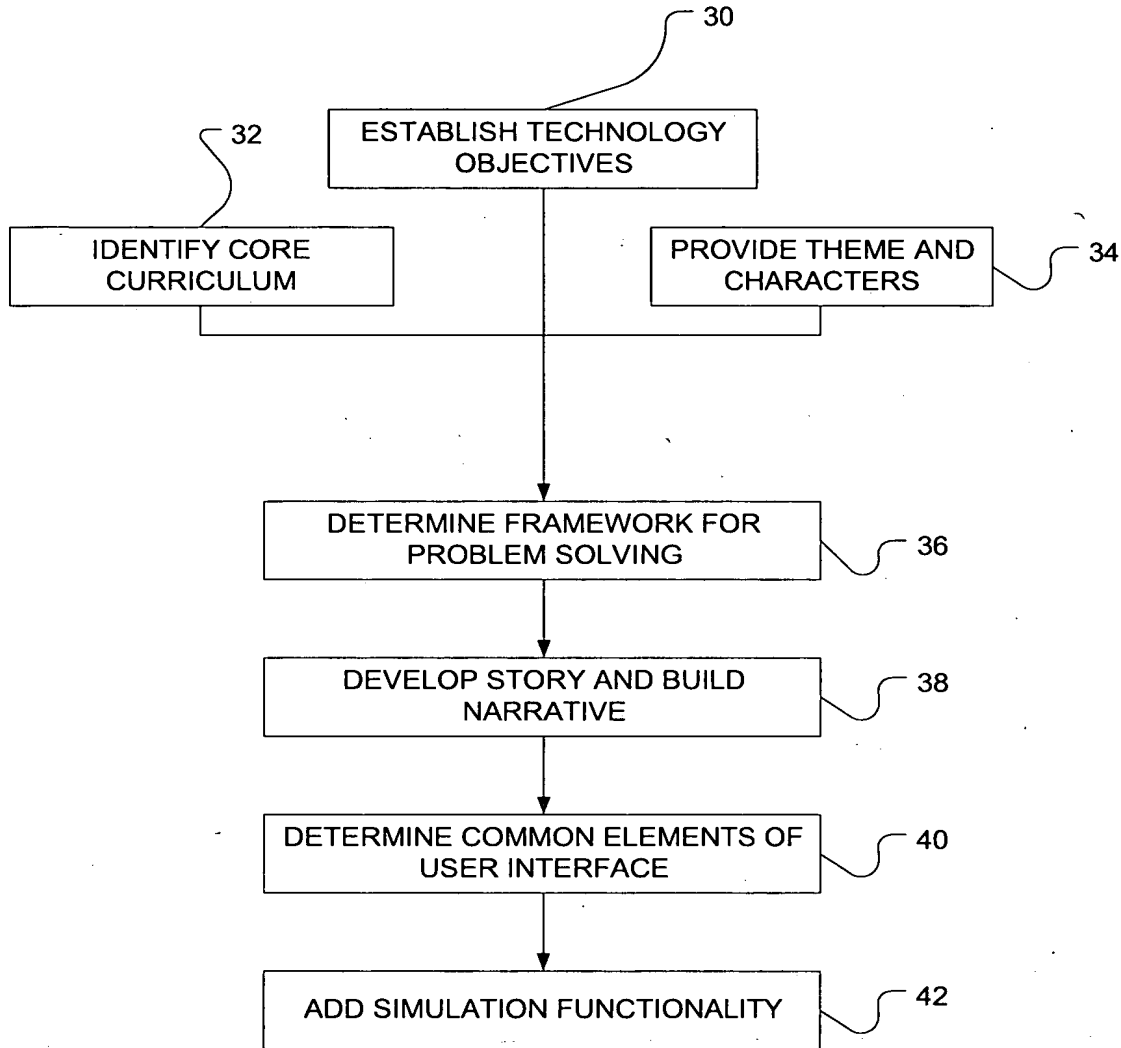 30
ESTABLISH TECHNOLOGY
OBJECTIVES
32
IDENTIFY CORE
CURRICULUM
PROVIDE THEME AND
CHARACTERS
34
DETERMINE FRAMEWORK FOR
PROBLEM SOLVING
36
DEVELOP STORY AND BUILD
NARRATIVE
38
DETERMINE COMMON ELEMENTS OF
USER INTERFACE
40
ADD SIMULATION FUNCTIONALITY
42